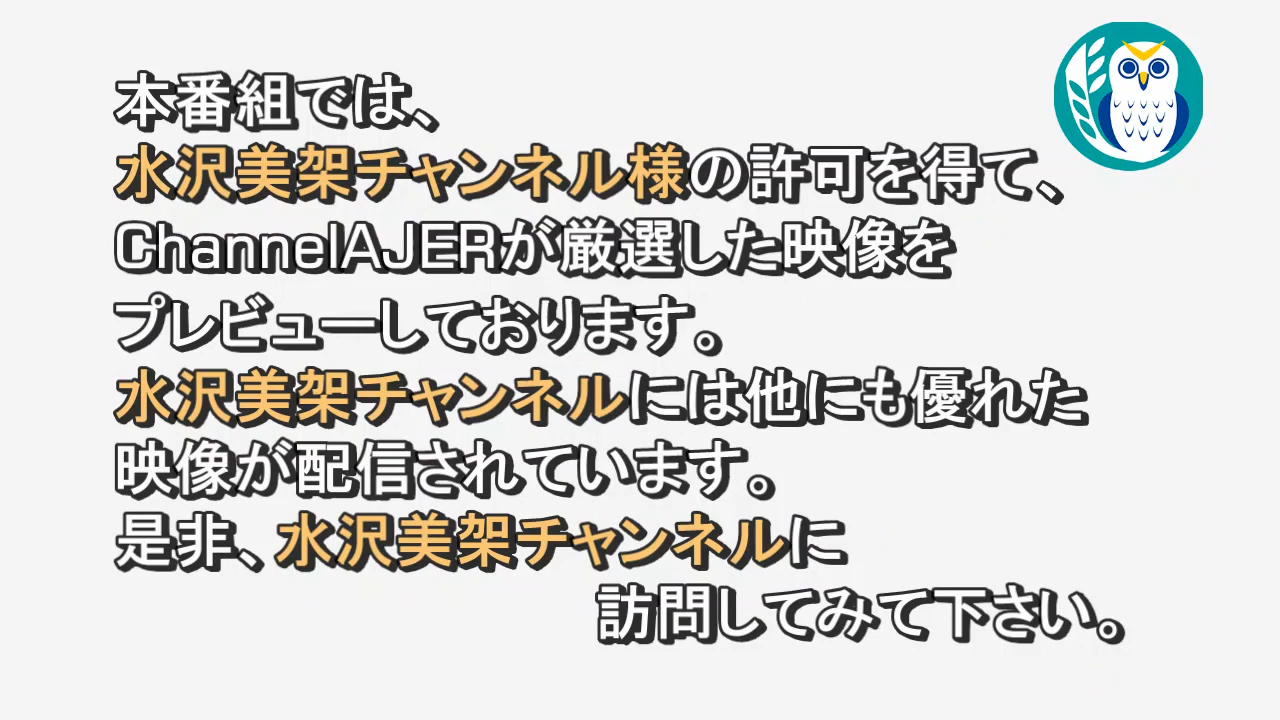 本番組では、
水沢美架チャンネル様の許可を得て、
ChannelAJERが厳選した映像を
プレビューしております。
水沢美架チャンネルには他にも優れた
映像が配信されています。
是非、水沢美架チャンネルに
訪問してみて下さい。